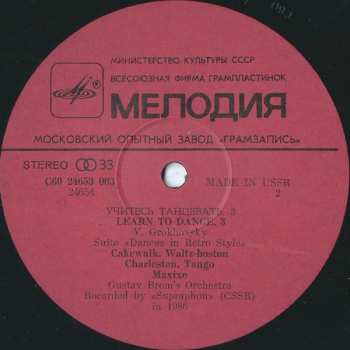 МИНИСТЕРСТВО КУЛЬТУРЫ СССР
ВСЕСОЮЗНАЯ ФИРМА ГРАМПЛАСТИНОК
МЕЛОДИЯ
МОСКОВСКИЙ ОПЫТНЫЙ ЗАВОД «ГРАМЗАПИСЬ»
STEREO 33
С60 24653 003
24654
MADE IN USSR
2
УЧИТЕСЬ ТАНЦЕВАТЬ, 3
LEARN TO DANCE, 3
V. Grokhovsky
Suite «Dances in Retro Style»
Cakewalk, Waltz-boston
Charleston, Tango
Maxixe
Gustav Brom's Orchestra
Recorded by «Supraphon» (CSSR)
in 1986